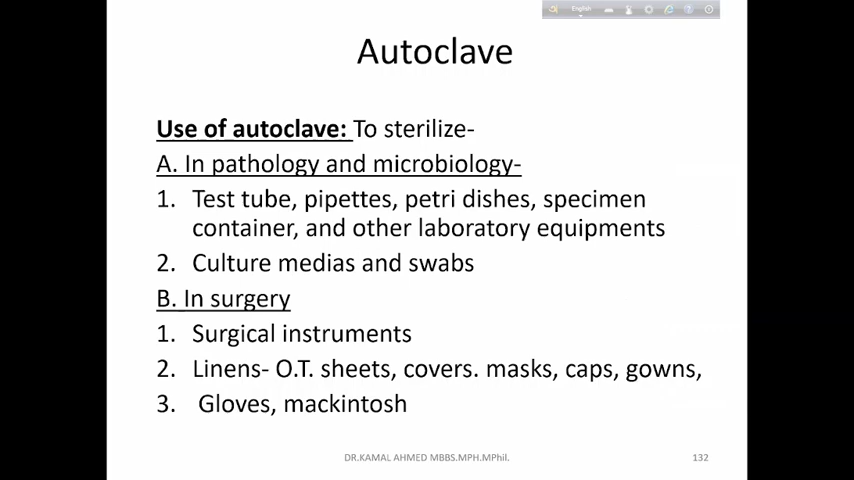 English
Autoclave
Use of autoclave: To sterilize-
A. In pathology and microbiology-
1. Test tube, pipettes, petri dishes, specimen
container, and other laboratory equipments
2. Culture medias and swabs
B. In surgery
1. Surgical instruments
2. Linens- O.T. sheets, covers. masks, caps, gowns,
3. Gloves, mackintosh
DR.KAMAL AHMED MBBS.MPH.MPhil.
132